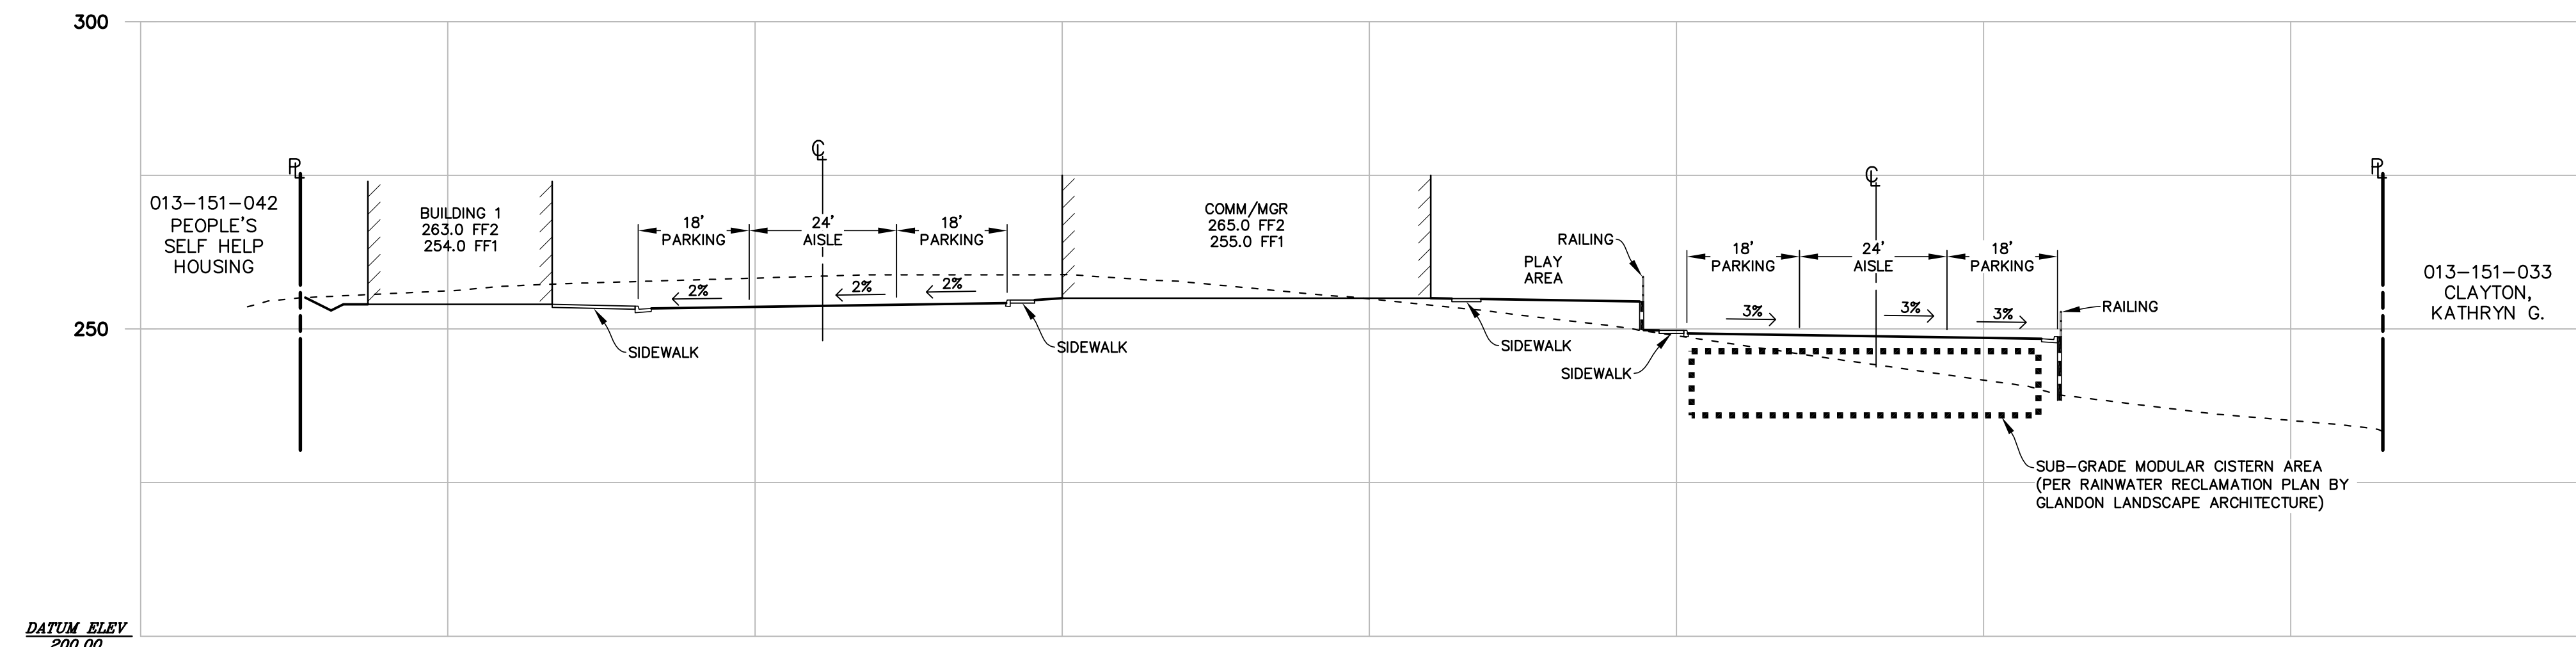 300
250
DATUM ELEV
200.00
PL
013-151-042
PEOPLE'S
SELF HELP
HOUSING
BUILDING 1
263.0 FF2
254.0 FF1
18'
PARKING
24'
AISLE
18'
PARKING
CL
2%
2%
2%
SIDEWALK
SIDEWALK
COMM/MGR
265.0 FF2
255.0 FF1
PLAY
AREA
RAILING
SIDEWALK
SIDEWALK
18'
PARKING
24'
AISLE
18'
PARKING
CL
3%
3%
3%
RAILING
SUB-GRADE MODULAR CISTERN AREA
(PER RAINWATER RECLAMATION PLAN BY
GLANDON LANDSCAPE ARCHITECTURE)
PL
013-151-033
CLAYTON,
KATHRYN G.